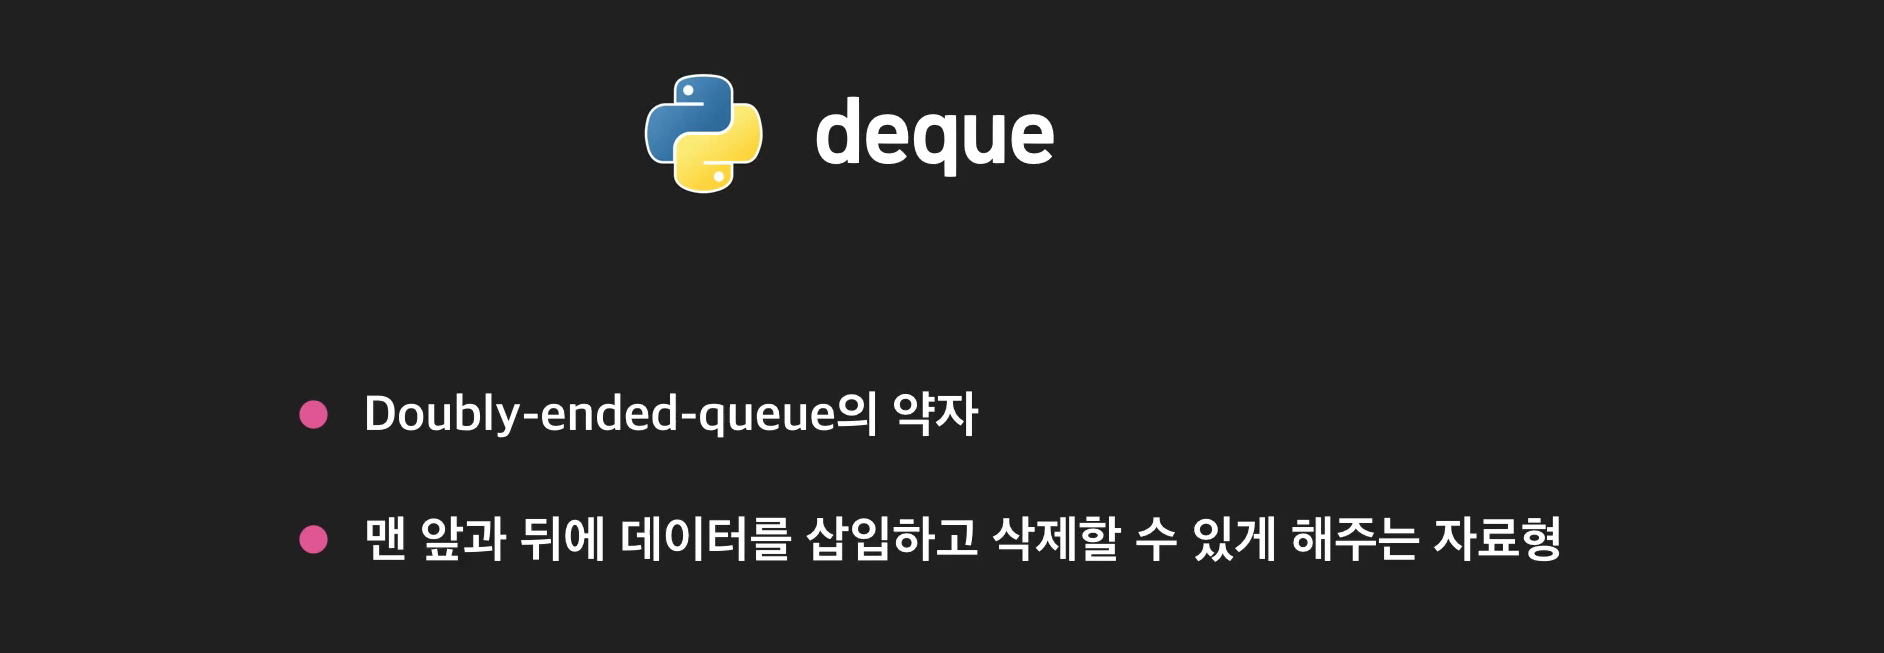 deque
Doubly-ended-queue의 약자
맨 앞과 뒤에 데이터를 삽입하고 삭제할 수 있게 해주는 자료형